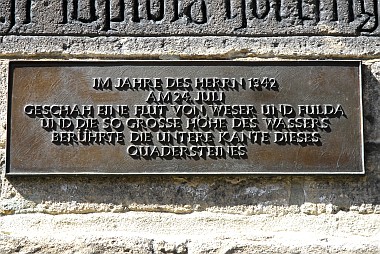 IM JAHRE DES HERRN 1342
AM 24. JULI
GESCHAH EINE FLUT VON WESER UND FULDA
UND DIE SO GROSSE HÖHE DES WASSERS
BERÜHRTE DIE UNTERE KANTE DIESES
QUADERSTEINES